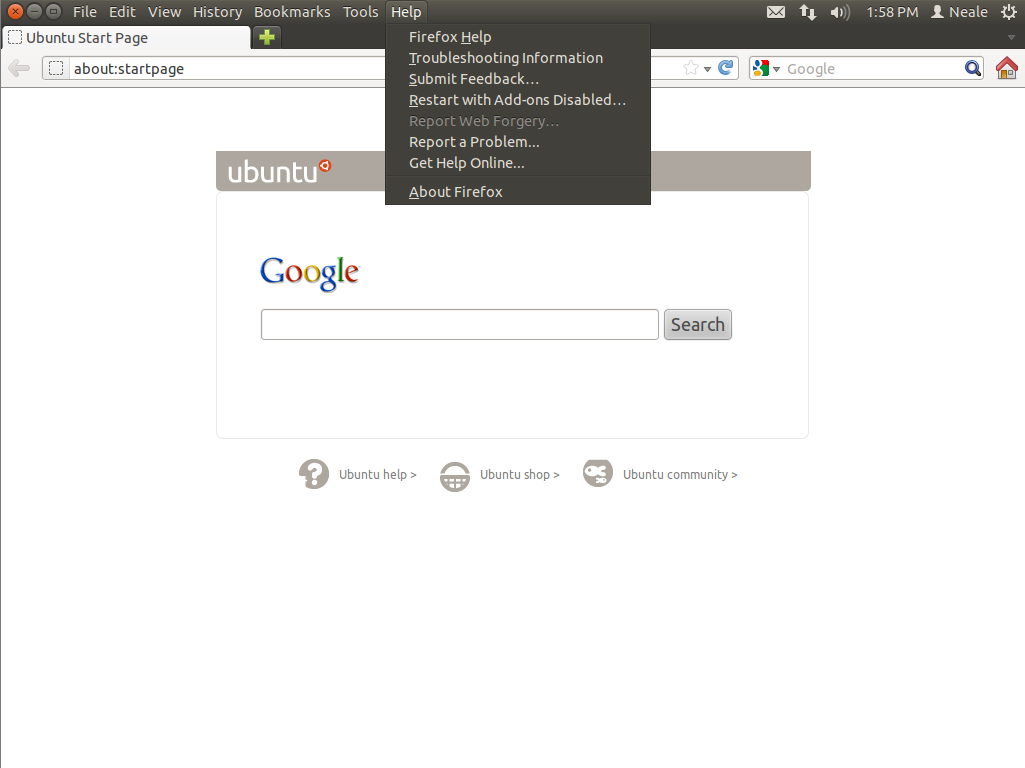 File Edit View History Bookmarks Tools Help 1:58 PM Neale
Ubuntu Start Page
about:startpage Google
Firefox Help
Troubleshooting Information
Submit Feedback...
Restart with Add-ons Disabled...
Report Web Forgery...
Report a Problem...
Get Help Online...
About Firefox
ubuntu
Google
Search
Ubuntu help > Ubuntu shop > Ubuntu community >